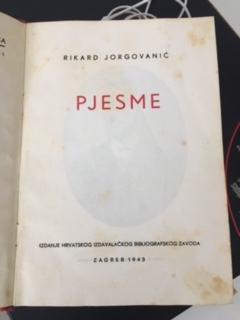 RIKARD JORGOVANIĆ
PJESME
IZDANJE HRVATSKOG IZDAVALAČKOG BIBLIOGRAFSKOG ZAVODA
ZAGREB 1943